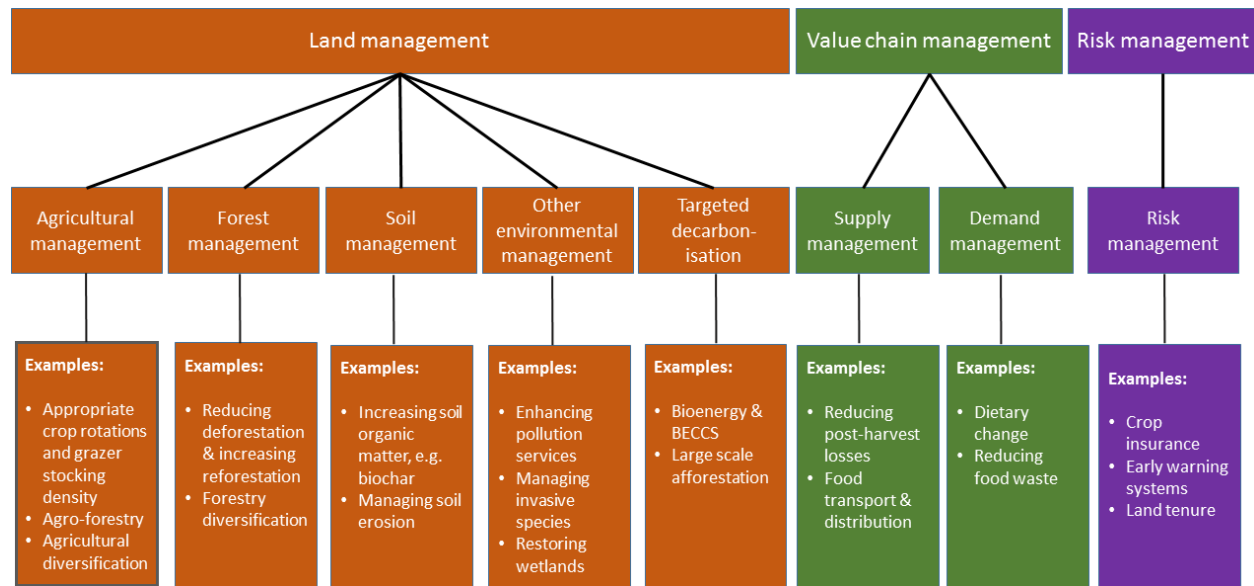 Land management
Value chain management
Risk management
Agricultural
management
Forest
management
Soil
management
Other
environmental
management
Targeted
decarbon-
isation
Supply
management
Demand
management
Risk
management
Examples:
• Appropriate
crop rotations
and grazer
stocking
density
• Agro-forestry
• Agricultural
diversification
Examples:
• Reducing
deforestation
& increasing
reforestation
• Forestry
diversification
Examples:
• Increasing soil
organic
matter, e.g.
biochar
• Managing soil
erosion
Examples:
• Enhancing
pollution
services
• Managing
invasive
species
• Restoring
wetlands
Examples:
• Bioenergy &
BECCS
• Large scale
afforestation
Examples:
• Reducing
post-harvest
losses
• Food
transport &
distribution
Examples:
• Dietary
change
• Reducing
food waste
Examples:
• Crop
insurance
• Early warning
systems
• Land tenure